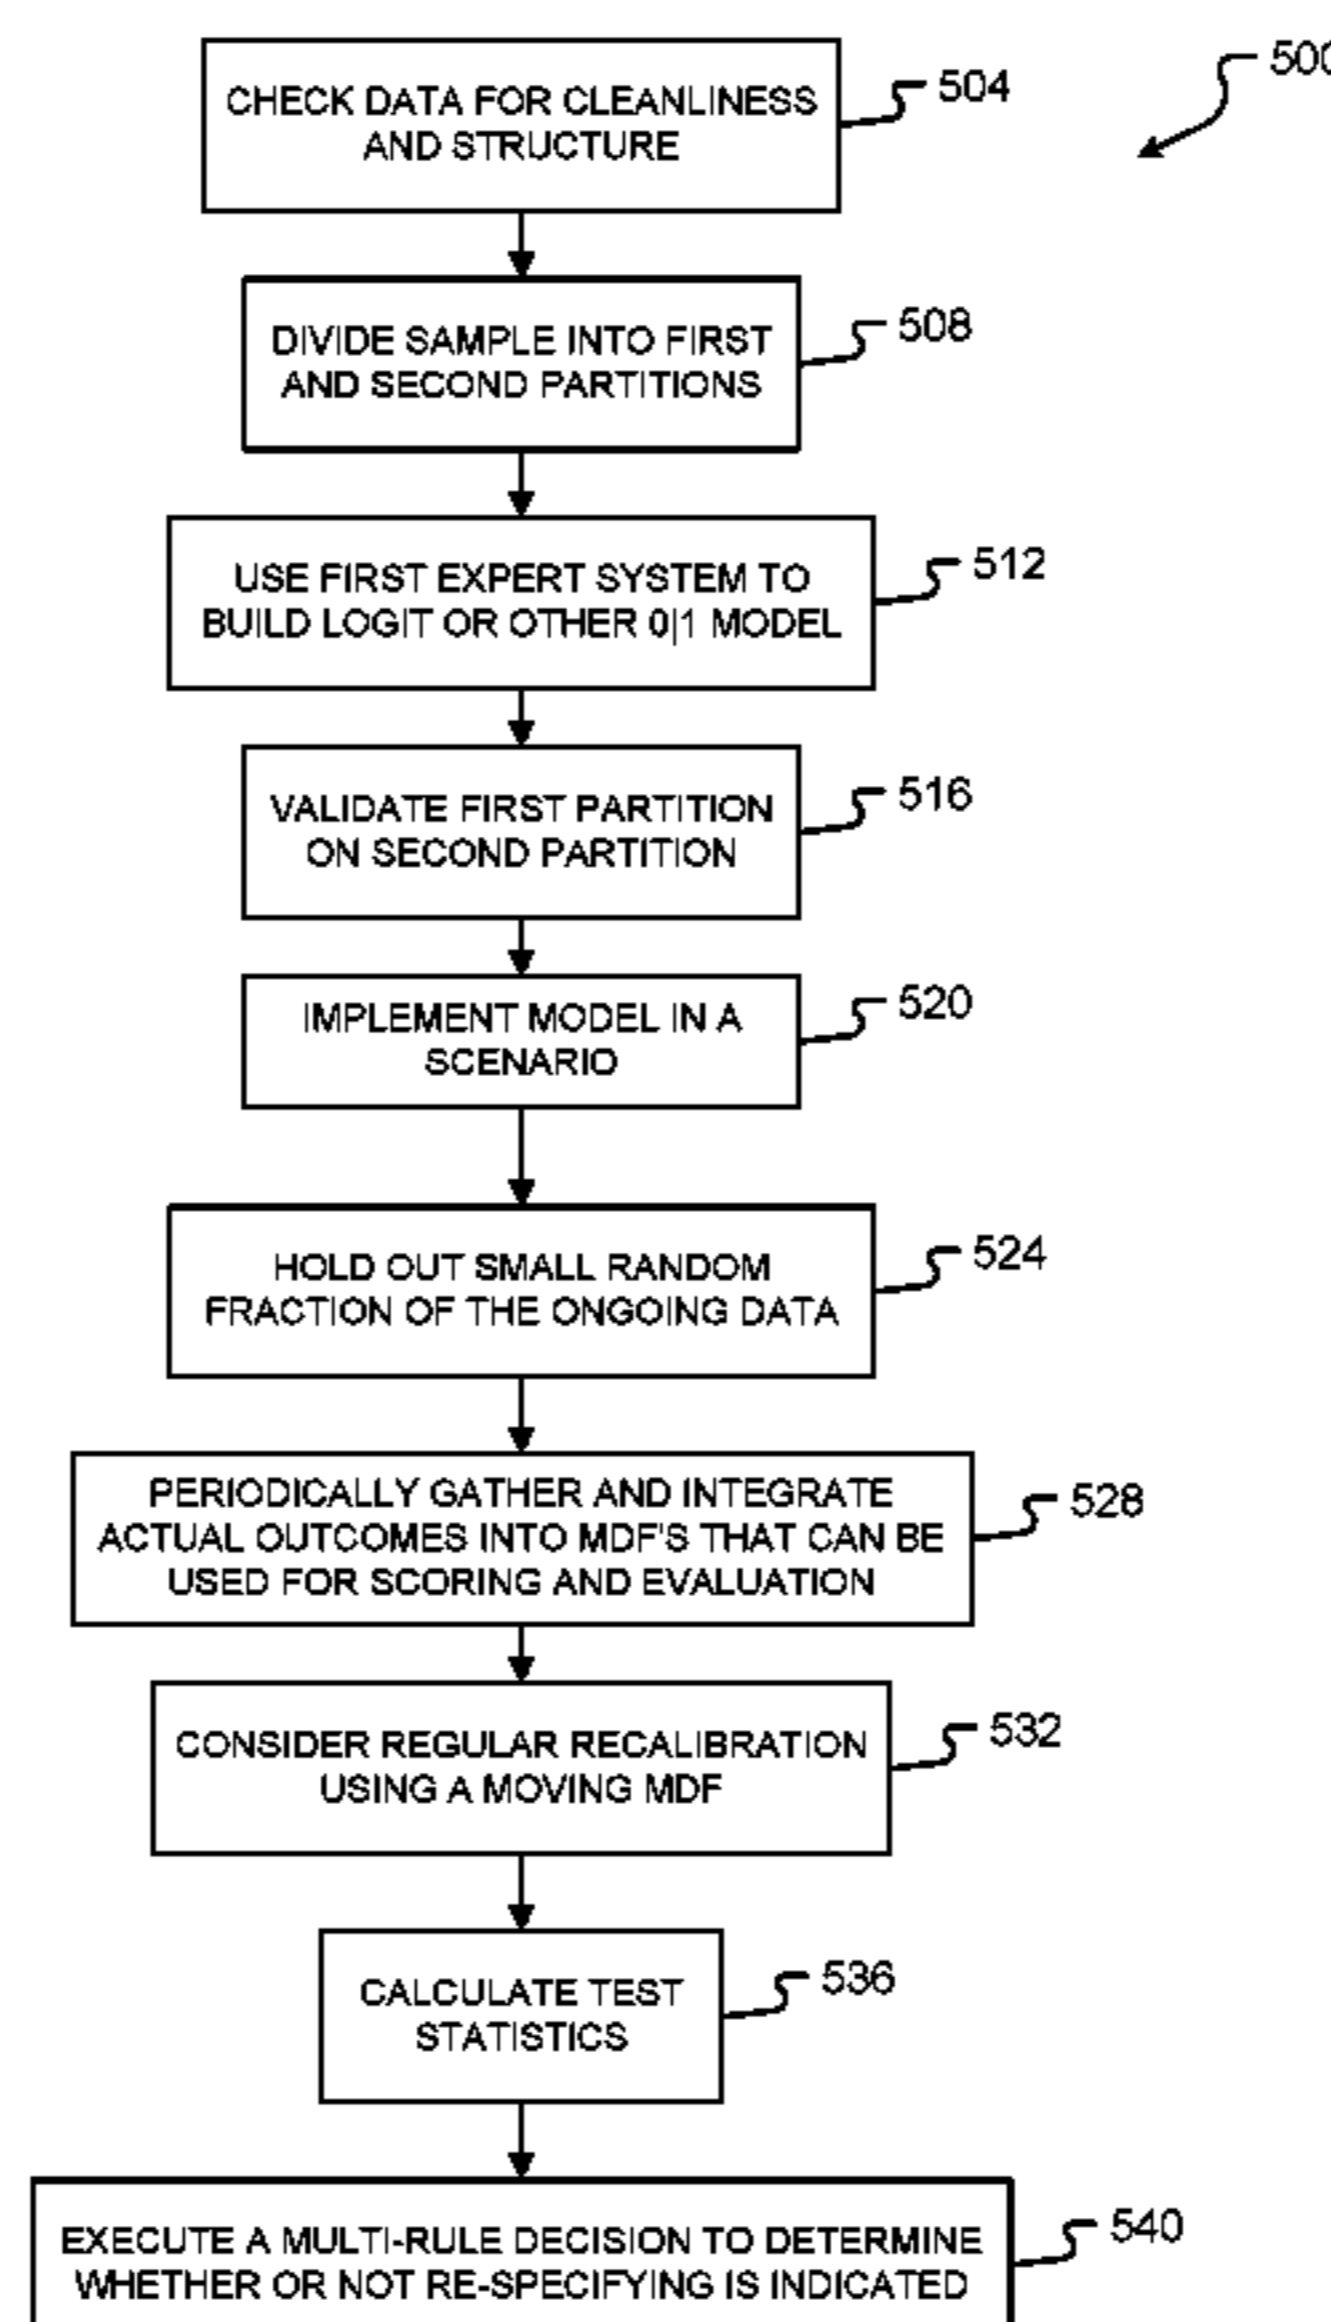 500
CHECK DATA FOR CLEANLINESS
AND STRUCTURE
504
DIVIDE SAMPLE INTO FIRST
AND SECOND PARTITIONS
508
USE FIRST EXPERT SYSTEM TO
BUILD LOGIT OR OTHER 0|1 MODEL
512
VALIDATE FIRST PARTITION
ON SECOND PARTITION
516
IMPLEMENT MODEL IN A
SCENARIO
520
HOLD OUT SMALL RANDOM
FRACTION OF THE ONGOING DATA
524
PERIODICALLY GATHER AND INTEGRATE
ACTUAL OUTCOMES INTO MDF'S THAT CAN BE
USED FOR SCORING AND EVALUATION
528
CONSIDER REGULAR RECALIBRATION
USING A MOVING MDF
532
CALCULATE TEST
STATISTICS
536
EXECUTE A MULTI-RULE DECISION TO DETERMINE
WHETHER OR NOT RE-SPECIFYING IS INDICATED
540